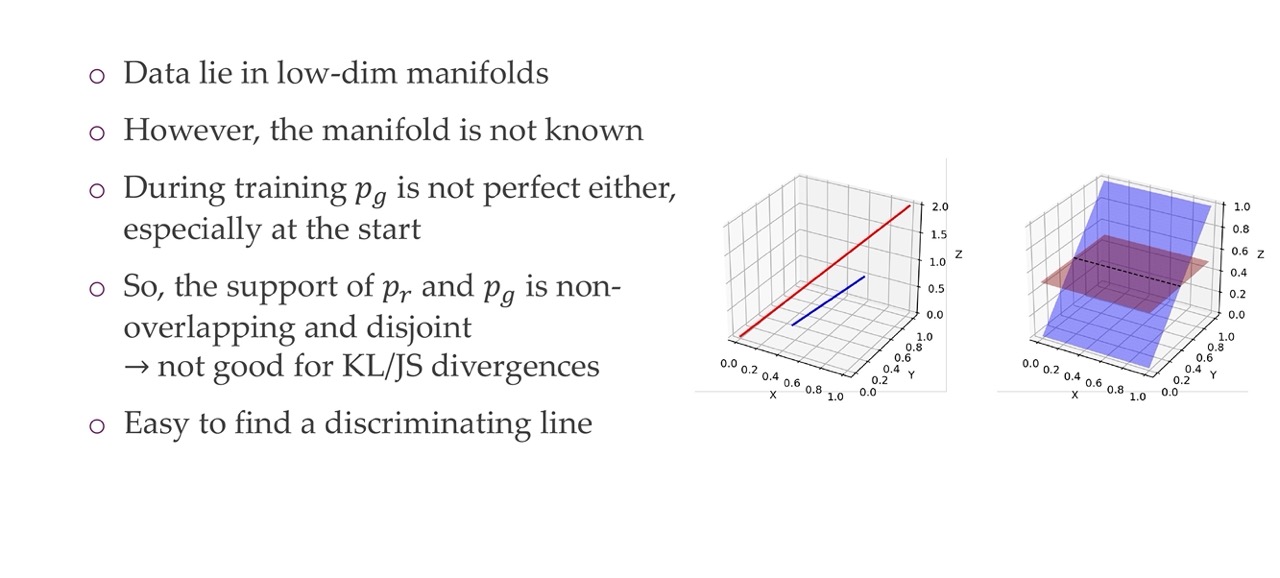 ○ Data lie in low-dim manifolds
○ However, the manifold is not known
○ During training p_g is not perfect either,
especially at the start
○ So, the support of p_r and p_g is non-
overlapping and disjoint
→ not good for KL/JS divergences
○ Easy to find a discriminating line
2.0
1.5
1.0
0.5
0.0
Z
0.0 0.2 0.4 0.6 0.8 1.0
X
0.0 0.2 0.4 0.6 0.8 1.0
Y
1.0
0.8
0.6
0.4
0.2
0.0
Z
0.0 0.2 0.4 0.6 0.8 1.0
X
0.0 0.2 0.4 0.6 0.8 1.0
Y